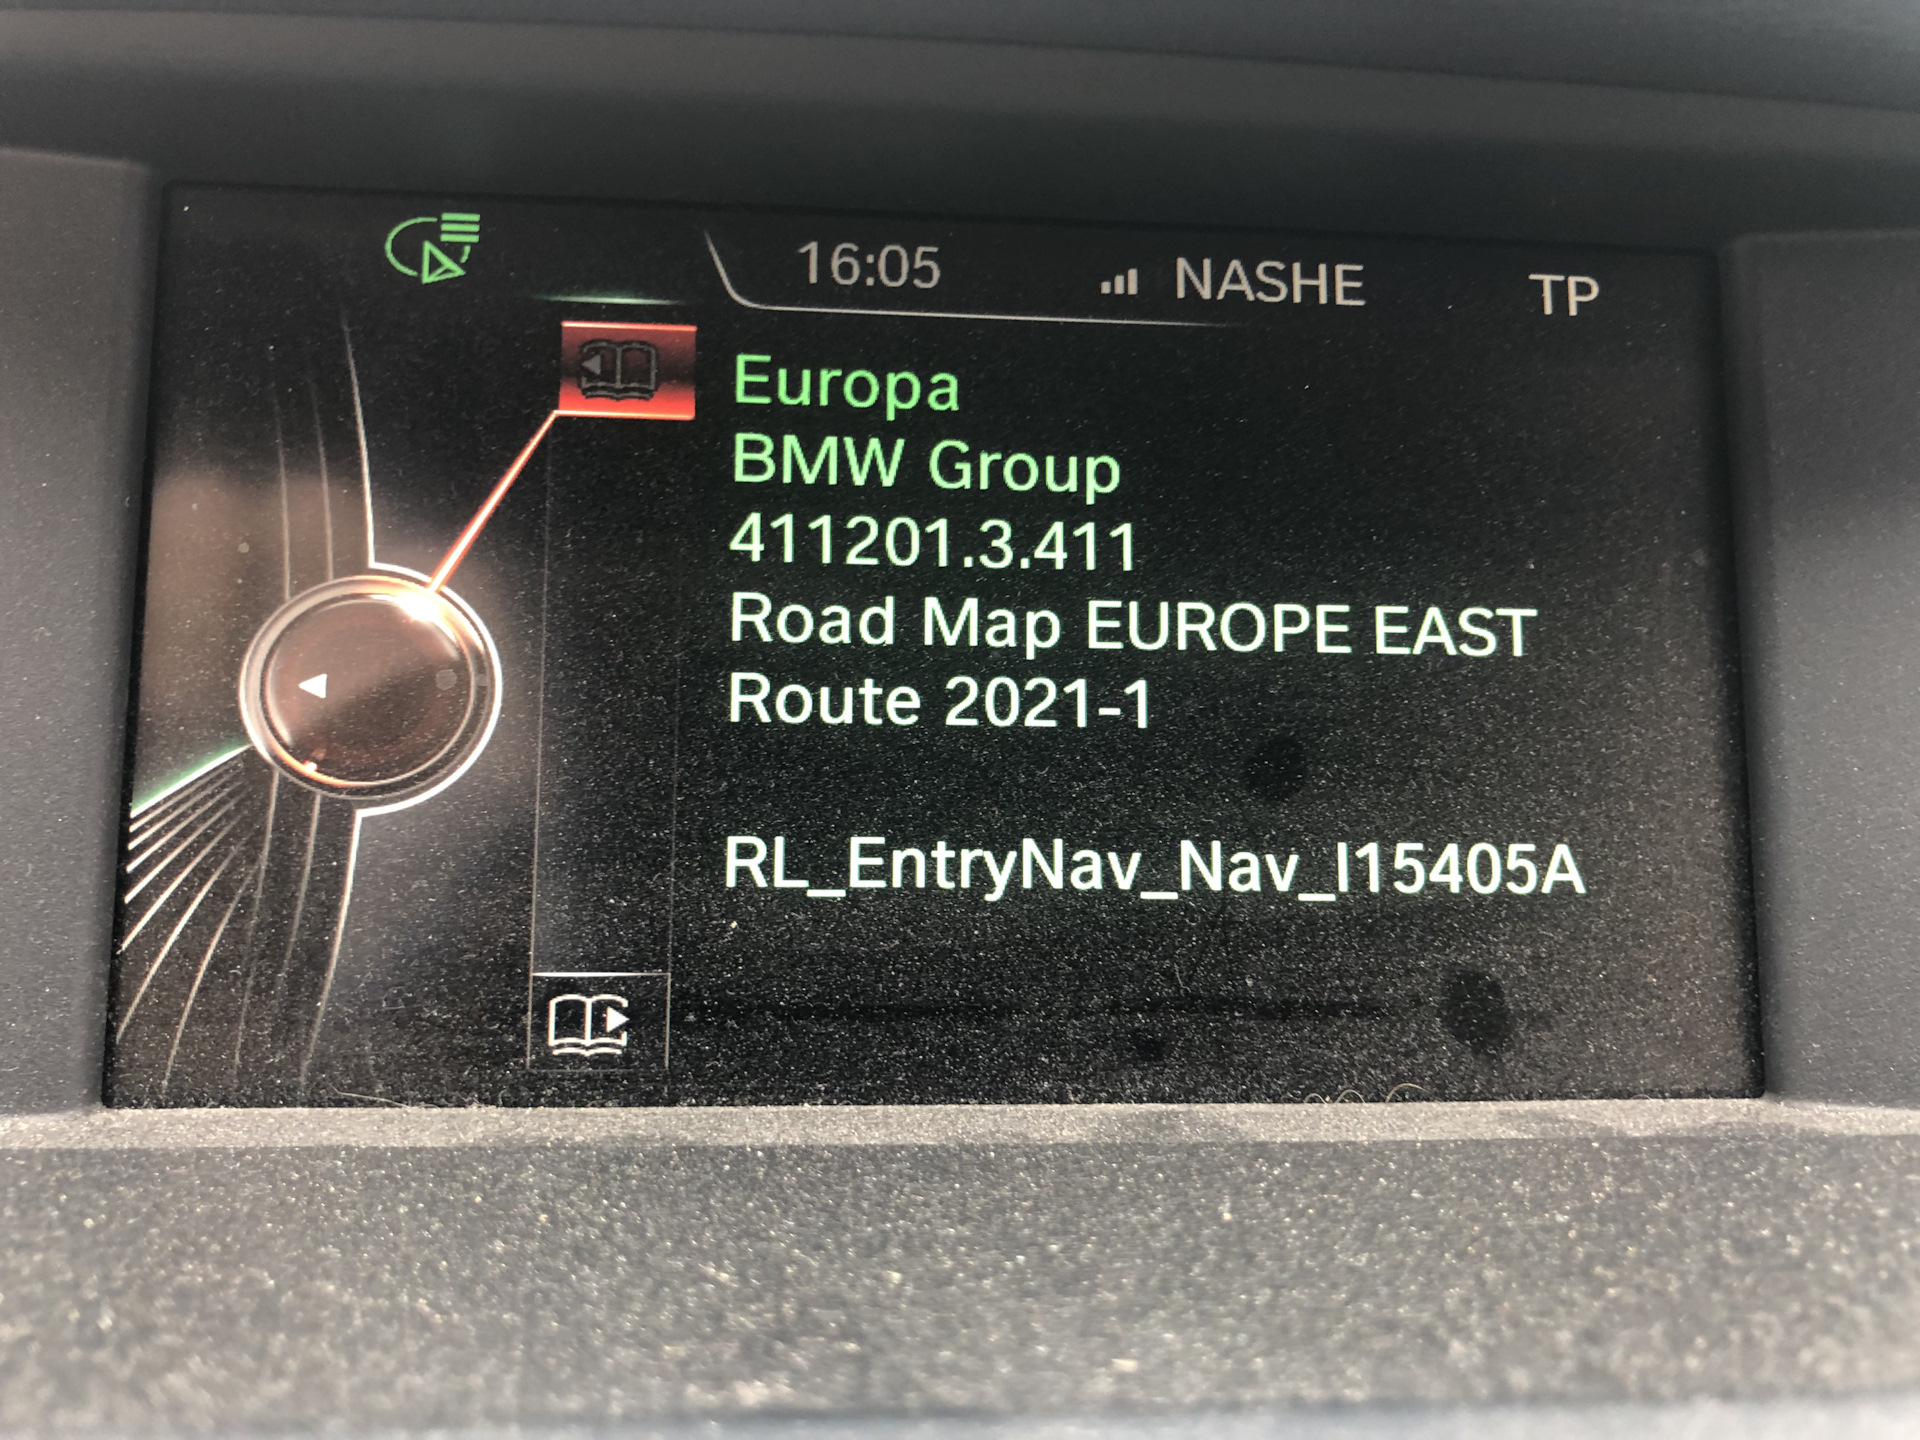 16:05 NASHE TP
Europa
BMW Group
411201.3.411
Road Map EUROPE EAST
Route 2021-1
RL_EntryNav_Nav_I15405A